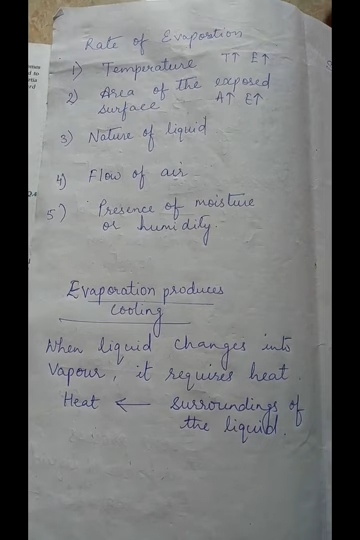 Rate of Evaporation
1) Temperature T↑ E↑
2) Area of the exposed
surface A↑ E↑
3) Nature of liquid
4) Flow of air
5) Presence of moisture
or humidity.
Evaporation produces
cooling
When liquid changes into
Vapour, it requires heat.
Heat ← surroundings of
the liquid.